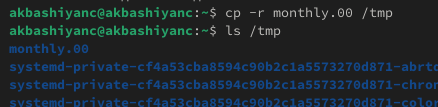 akbashiyanc@akbashiyanc:~$ cp -r monthly.00 /tmp
akbashiyanc@akbashiyanc:~$ ls /tmp
monthly.00
systemd-private-cf4a53cba8594c90b2c1a5573270d871-abrto
systemd-private-cf4a53cba8594c90b2c1a5573270d871-chron
systemd-private-cf4a53cba8594c90b2c1a5573270d871-color